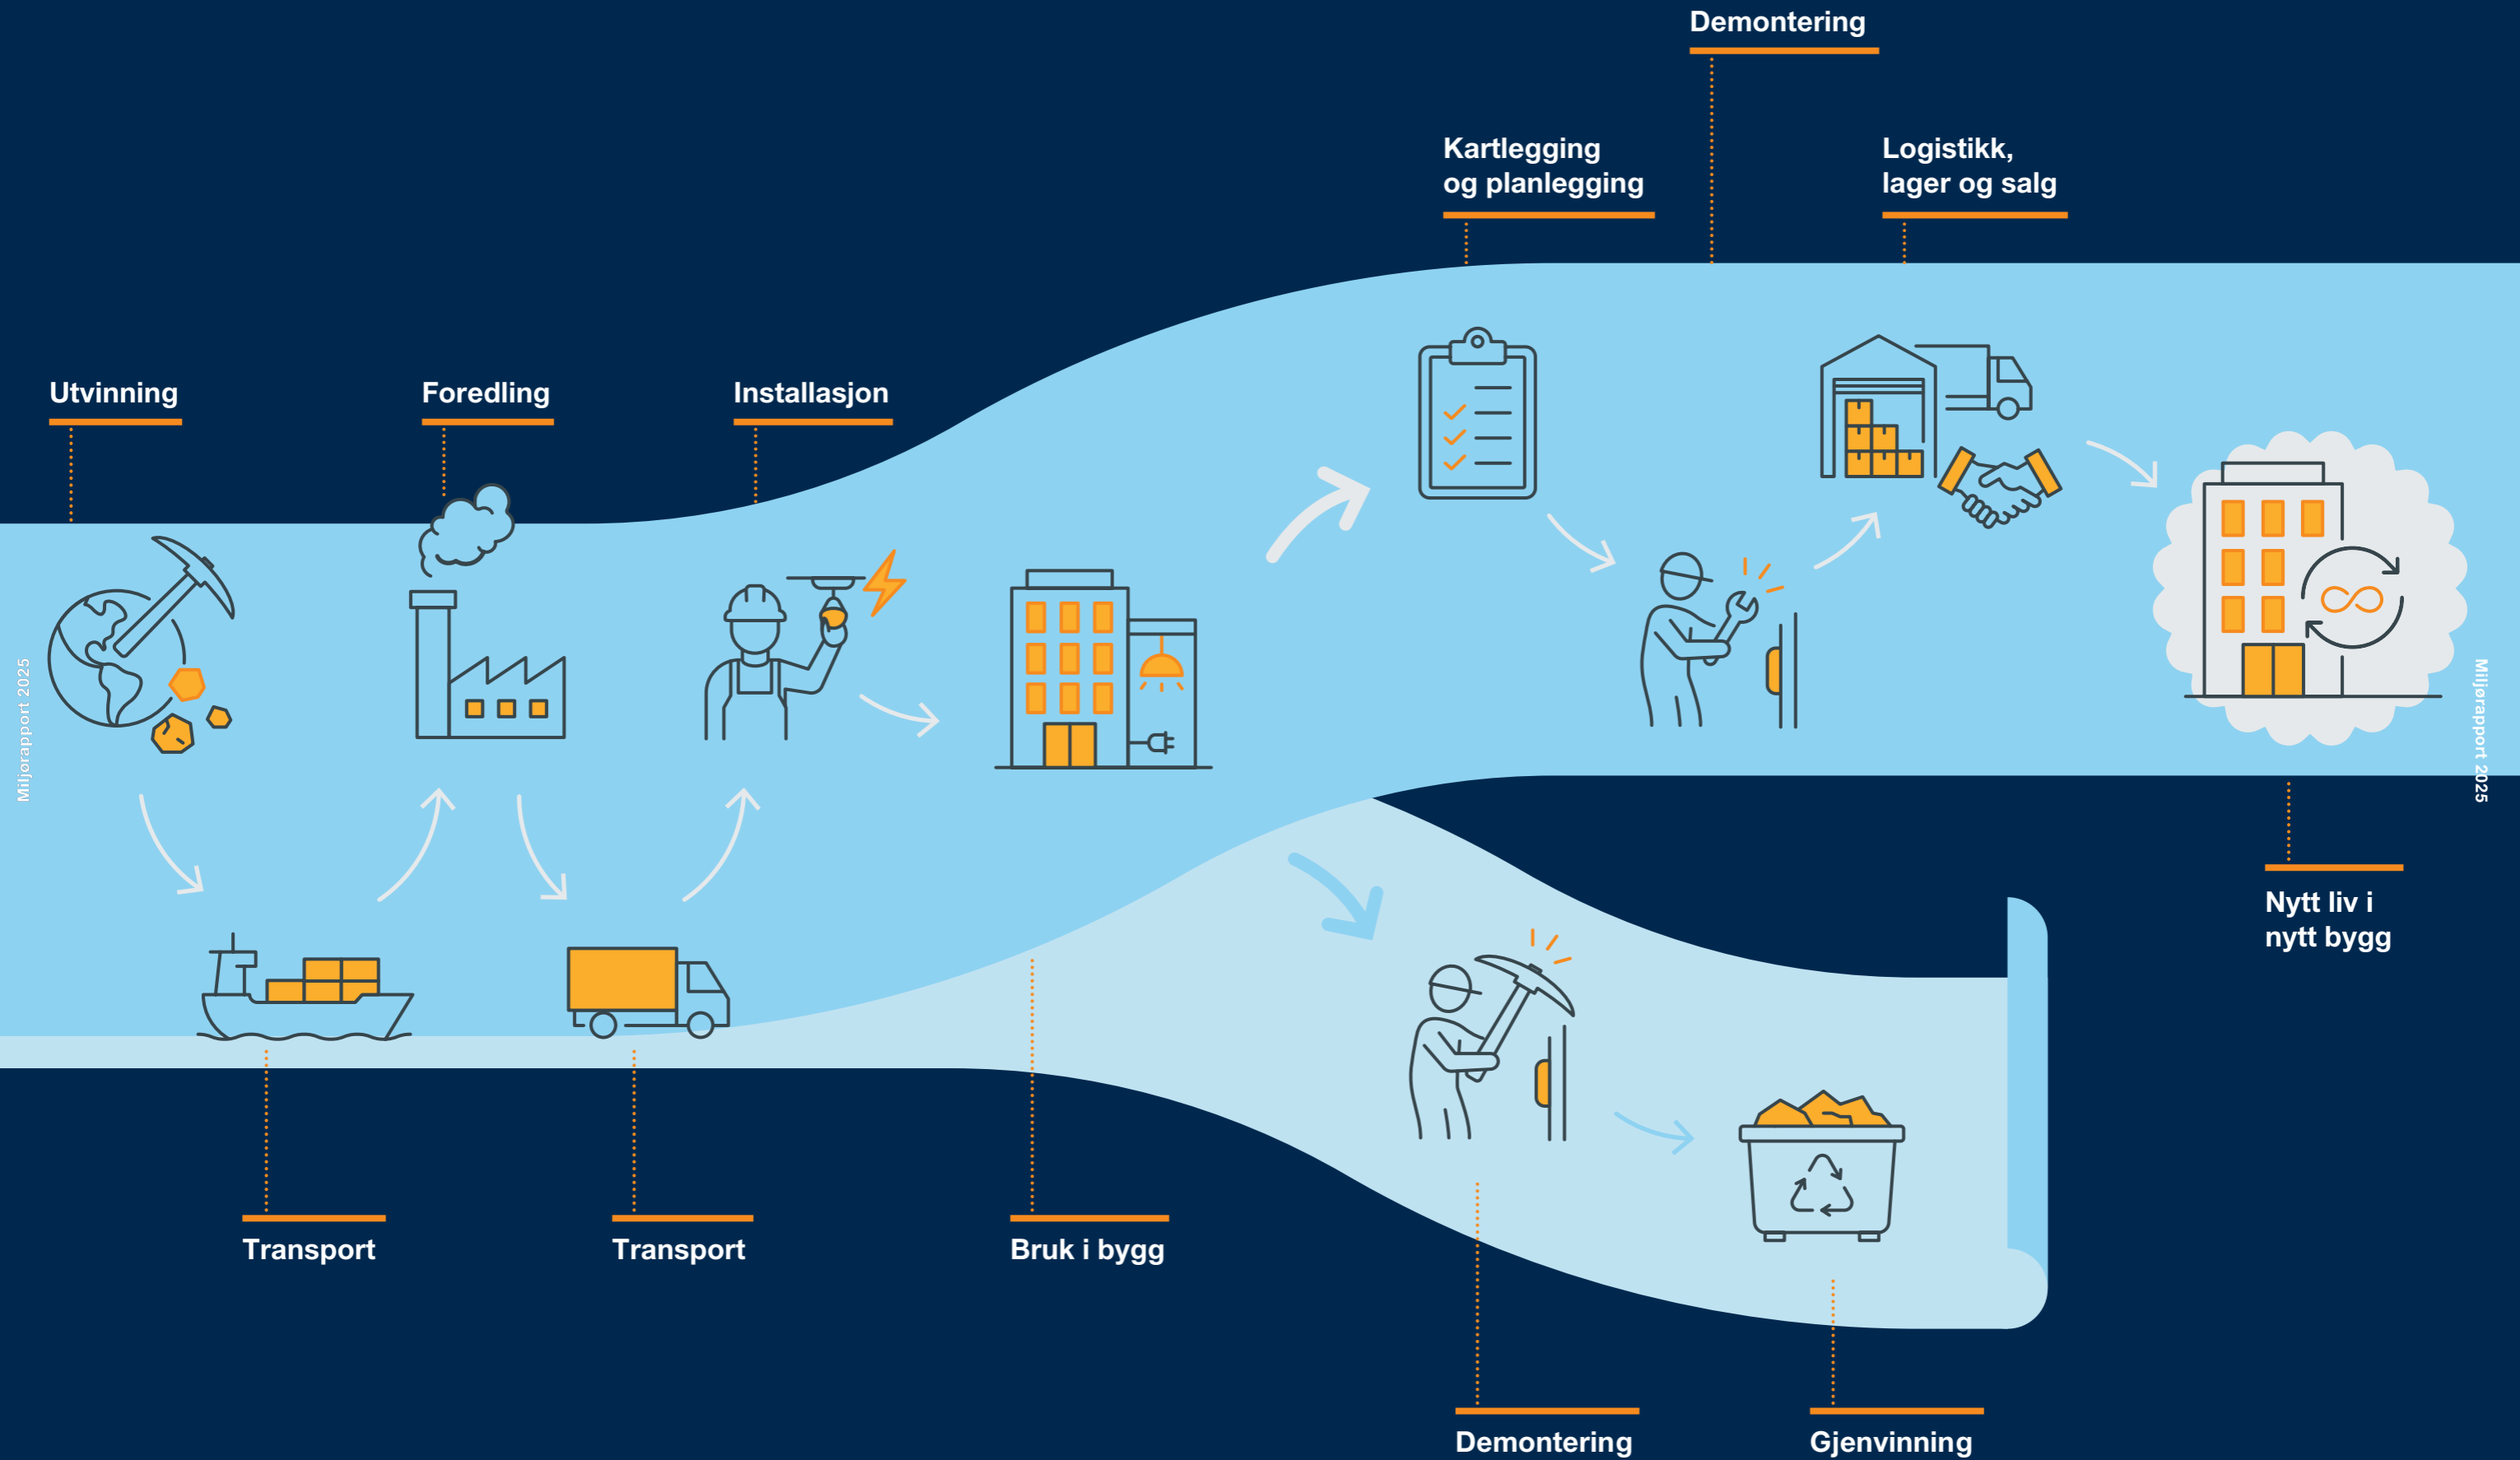 Demontering
Kartlegging
og planlegging
Logistikk,
lager og salg
Utvinning
Foredling
Installasjon
Miljørapport 2025
Miljørapport 2025
Nytt liv i
nytt bygg
Transport
Transport
Bruk i bygg
Demontering
Gjenvinning